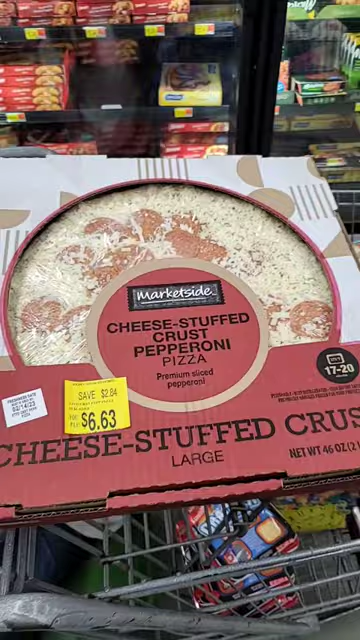 Marketside
CHEESE-STUFFED
CRUST
PEPPERONI
PIZZA
Premium sliced
pepperoni
17-20
SAVE $2.84
$6.63
CHEESE-STUFFED CRUS
LARGE
NET WT 46 OZ (2